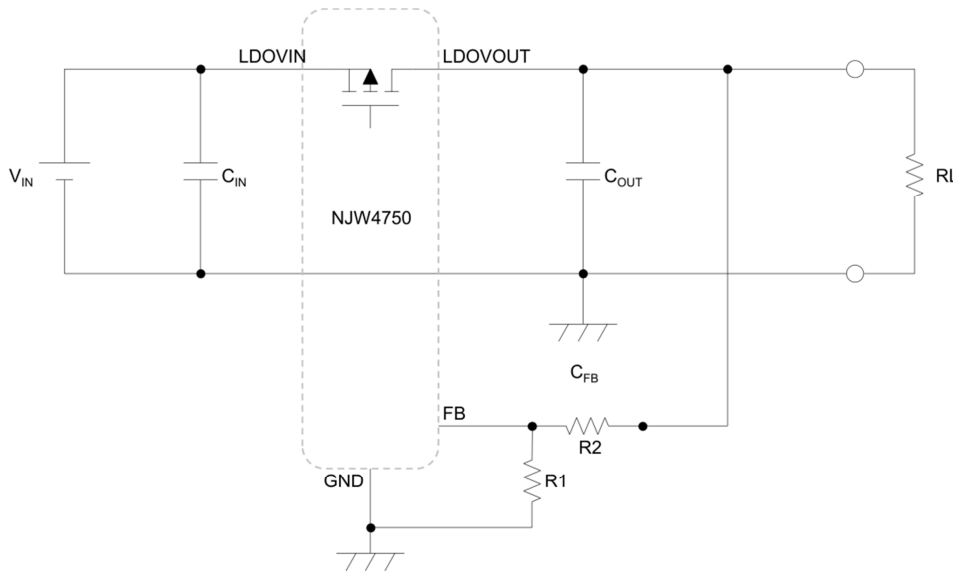 LDOVIN
LDOVOUT
VIN
CIN
COUT
RL
NJW4750
CFB
FB
R2
GND
R1